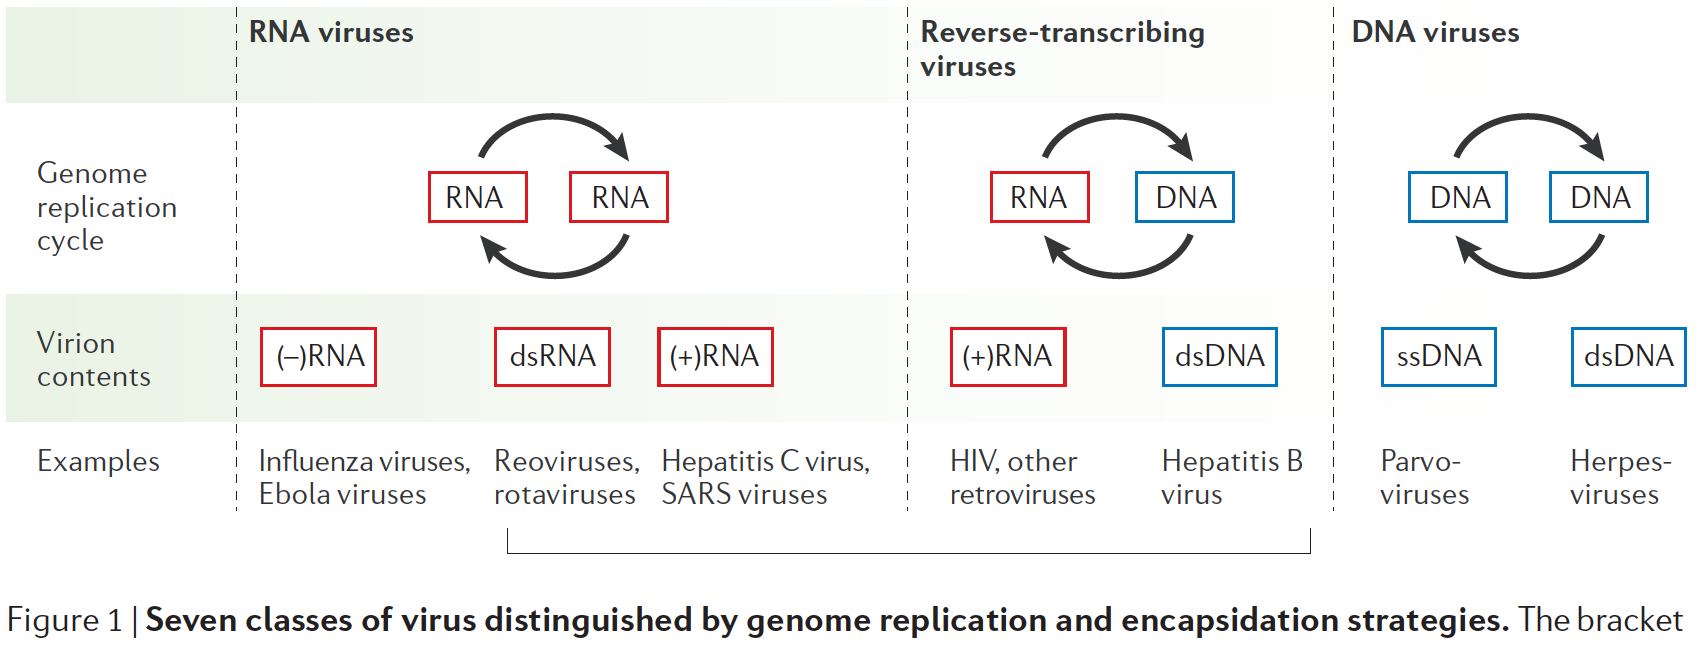 RNA viruses
Reverse-transcribing
viruses
DNA viruses
Genome
replication
cycle
RNA
RNA
RNA
DNA
DNA
DNA
Virion
contents
(–)RNA
dsRNA
(+)RNA
(+)RNA
dsDNA
ssDNA
dsDNA
Examples
Influenza viruses,
Ebola viruses
Reoviruses,
rotaviruses
Hepatitis C virus,
SARS viruses
HIV, other
retroviruses
Hepatitis B
virus
Parvo-
viruses
Herpes-
viruses
Figure 1 | Seven classes of virus distinguished by genome replication and encapsidation strategies. The bracket